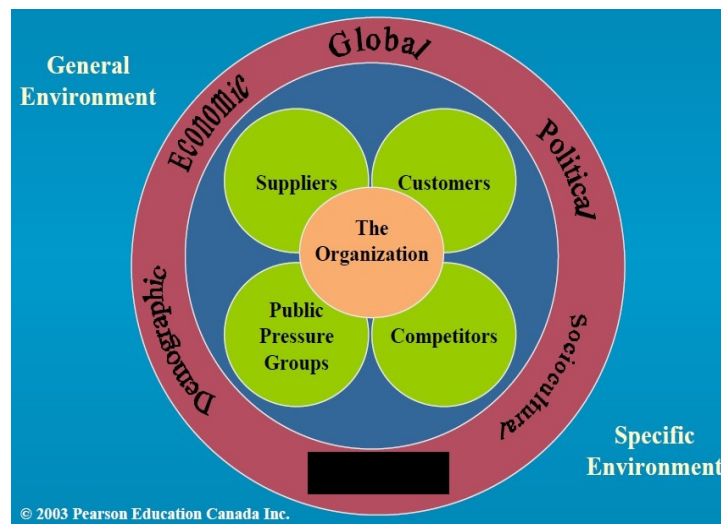 Global
General
Environment
Economic
Political
Suppliers
Customers
The
Organization
Demographic
Public
Pressure
Groups
Competitors
Sociocultural
Specific
Environment
© 2003 Pearson Education Canada Inc.